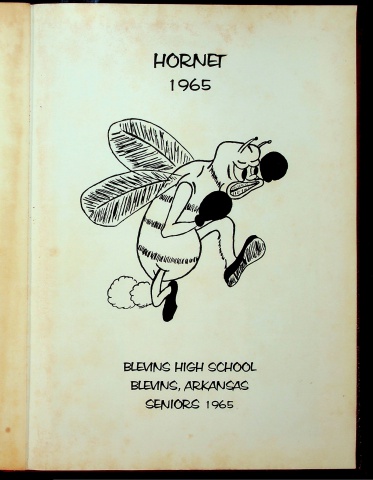 HORNET
1965
BLEVINS HIGH SCHOOL
BLEVINS, ARKANSAS
SENIORS 1965